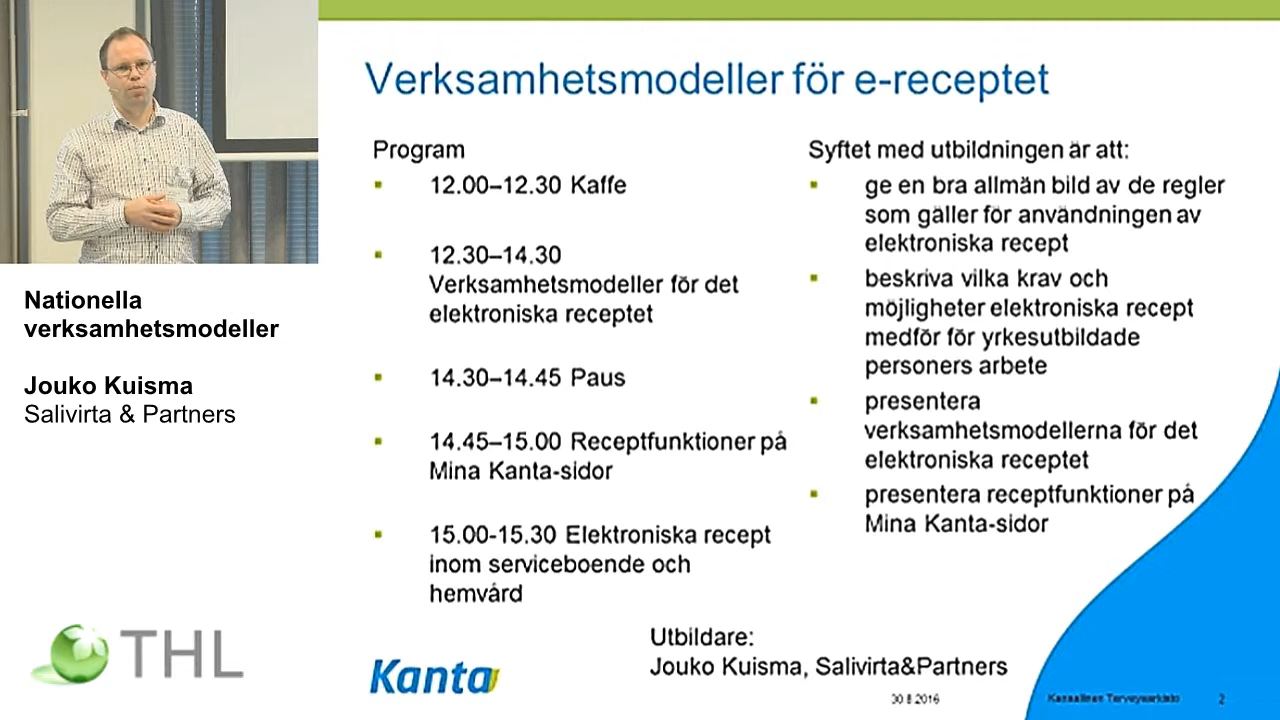 Verksamhetsmodeller för e-receptet
Program
12.00–12.30 Kaffe
12.30–14.30
Verksamhetsmodeller för det
elektroniska receptet
14.30–14.45 Paus
14.45–15.00 Receptfunktioner på
Mina Kanta-sidor
15.00-15.30 Elektroniska recept
inom serviceboende och
hemvård
Syftet med utbildningen är att:
ge en bra allmän bild av de regler
som gäller för användningen av
elektroniska recept
beskriva vilka krav och
möjligheter elektroniska recept
medför för yrkesutbildade
personers arbete
presentera
verksamhetsmodellerna för det
elektroniska receptet
presentera receptfunktioner på
Mina Kanta-sidor
Utbildare:
Jouko Kuisma, Salivirta&Partners
Nationella
verksamhetsmodeller
Jouko Kuisma
Salivirta & Partners
THL
Kanta
30.8.2016
2